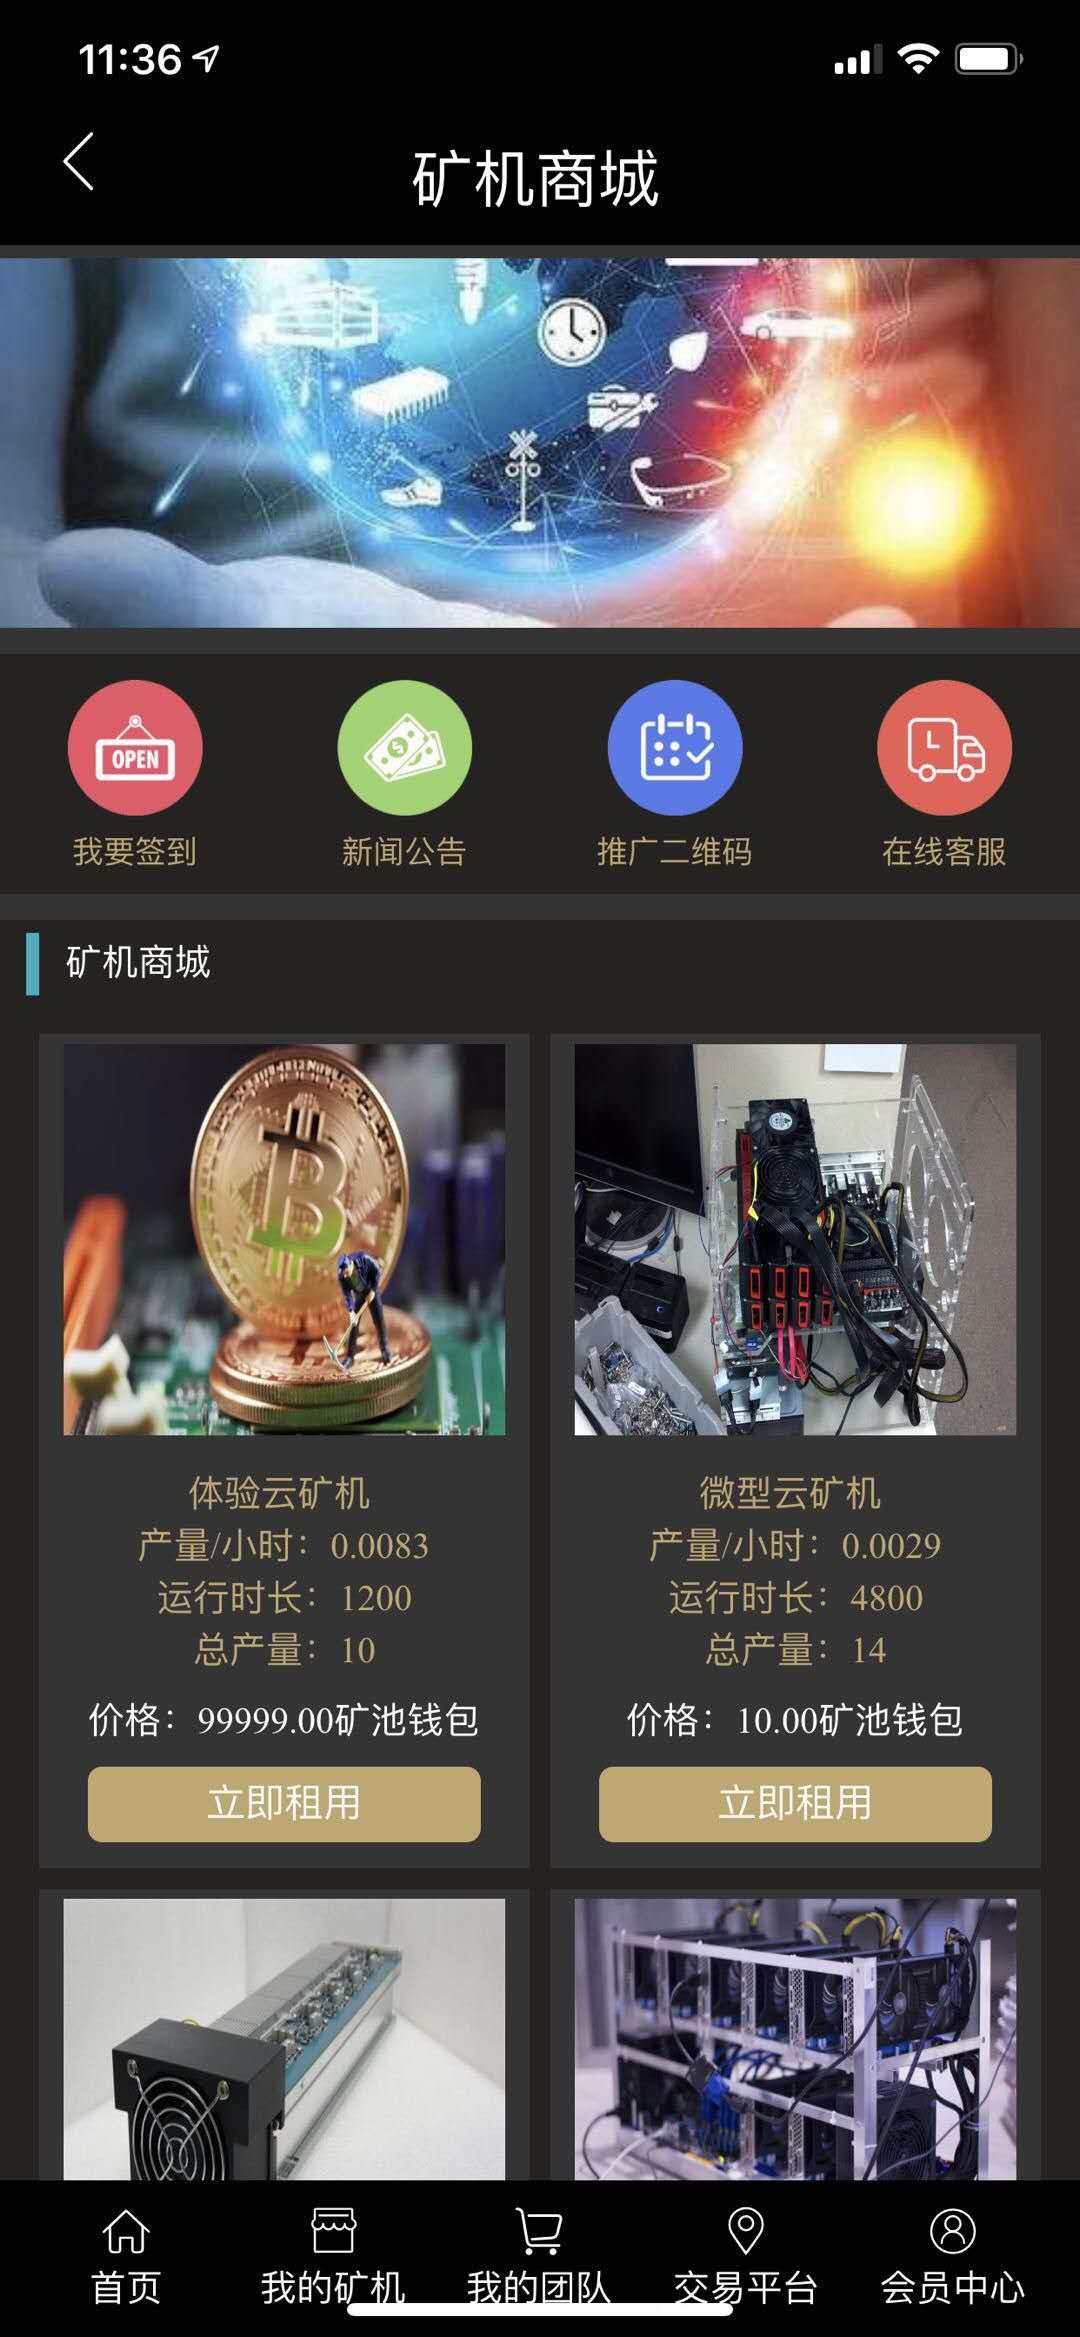 11:36
矿机商城
OPEN
我要签到
新闻公告
推广二维码
在线客服
矿机商城
体验云矿机
产量/小时：0.0083
运行时长：1200
总产量：10
价格：99999.00矿池钱包
立即租用
微型云矿机
产量/小时：0.0029
运行时长：4800
总产量：14
价格：10.00矿池钱包
立即租用
首页
我的矿机
我的团队
交易平台
会员中心